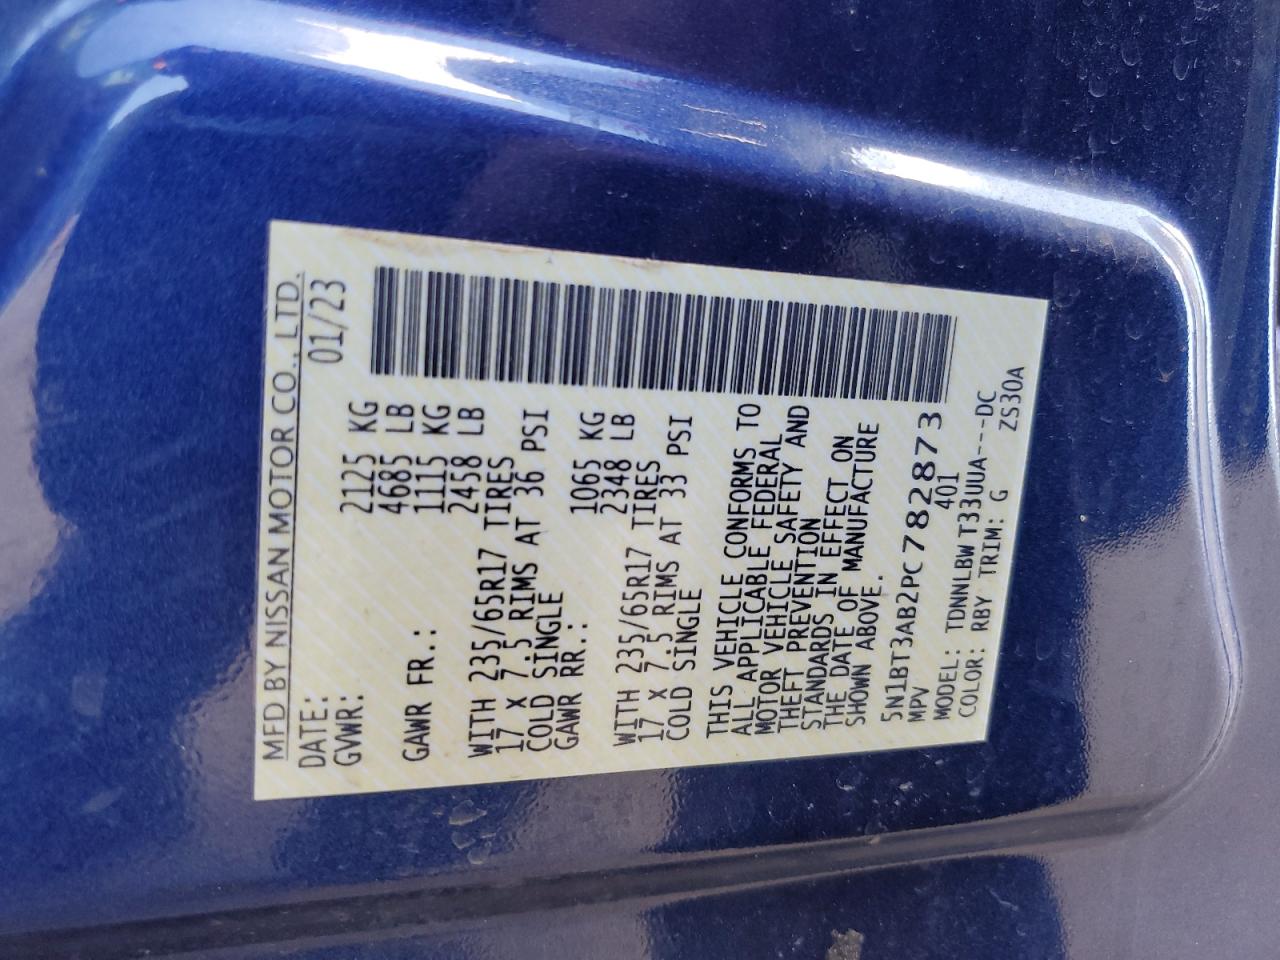 MFD BY NISSAN MOTOR CO., LTD.
DATE: 01/23
GVWR: 2125 KG
4685 LB
GAWR FR.: 1115 KG
2458 LB
WITH 235/65R17 TIRES
17 X 7.5 RIMS AT 36 PSI
COLD SINGLE
GAWR RR.: 1065 KG
2348 LB
WITH 235/65R17 TIRES
17 X 7.5 RIMS AT 33 PSI
COLD SINGLE
THIS VEHICLE CONFORMS TO
ALL APPLICABLE FEDERAL
MOTOR VEHICLE SAFETY AND
THEFT PREVENTION
STANDARDS IN EFFECT ON
THE DATE OF MANUFACTURE
SHOWN ABOVE.
5N1BT3AB2PC782873
MPV 401
MODEL: TDNNLBW T33UUA---DC
COLOR: RBY TRIM: G ZS30A